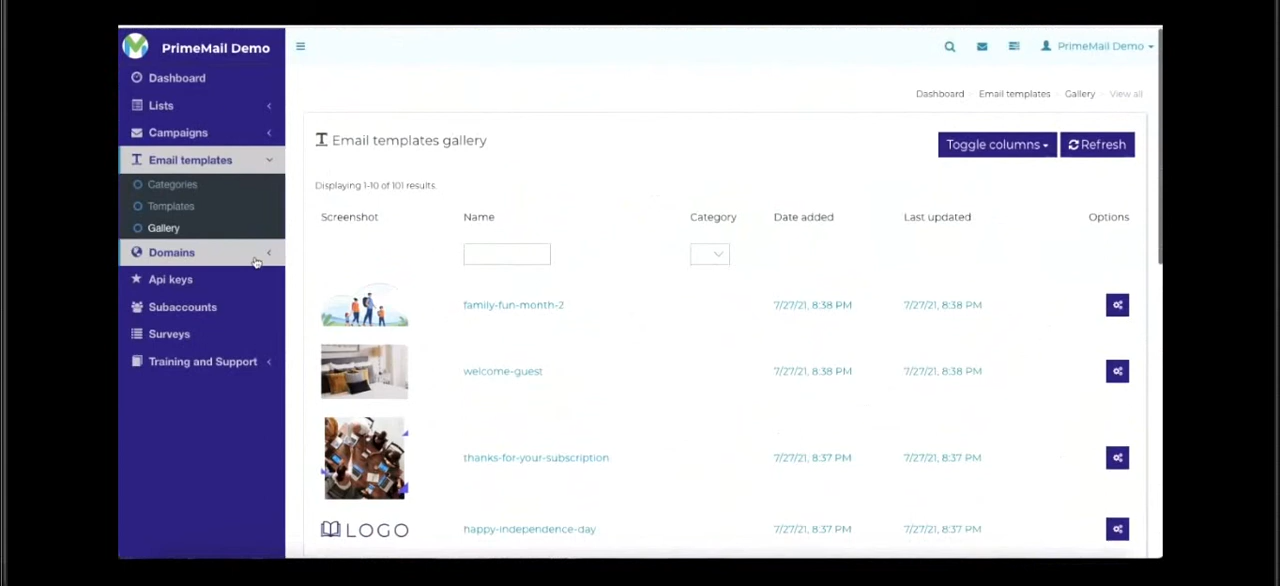 PrimeMail Demo
PrimeMail Demo
Dashboard
Lists
Campaigns
Email templates
Categories
Templates
Gallery
Domains
Api keys
Subaccounts
Surveys
Training and Support
Dashboard Email templates Gallery View all
Email templates gallery
Toggle columns Refresh
Displaying 1-10 of 101 results.
Screenshot Name Category Date added Last updated Options
family-fun-month-2 7/27/21, 8:38 PM 7/27/21, 8:38 PM
welcome-guest 7/27/21, 8:38 PM 7/27/21, 8:38 PM
thanks-for-your-subscription 7/27/21, 8:37 PM 7/27/21, 8:37 PM
LOGO happy-independence-day 7/27/21, 8:37 PM 7/27/21, 8:37 PM